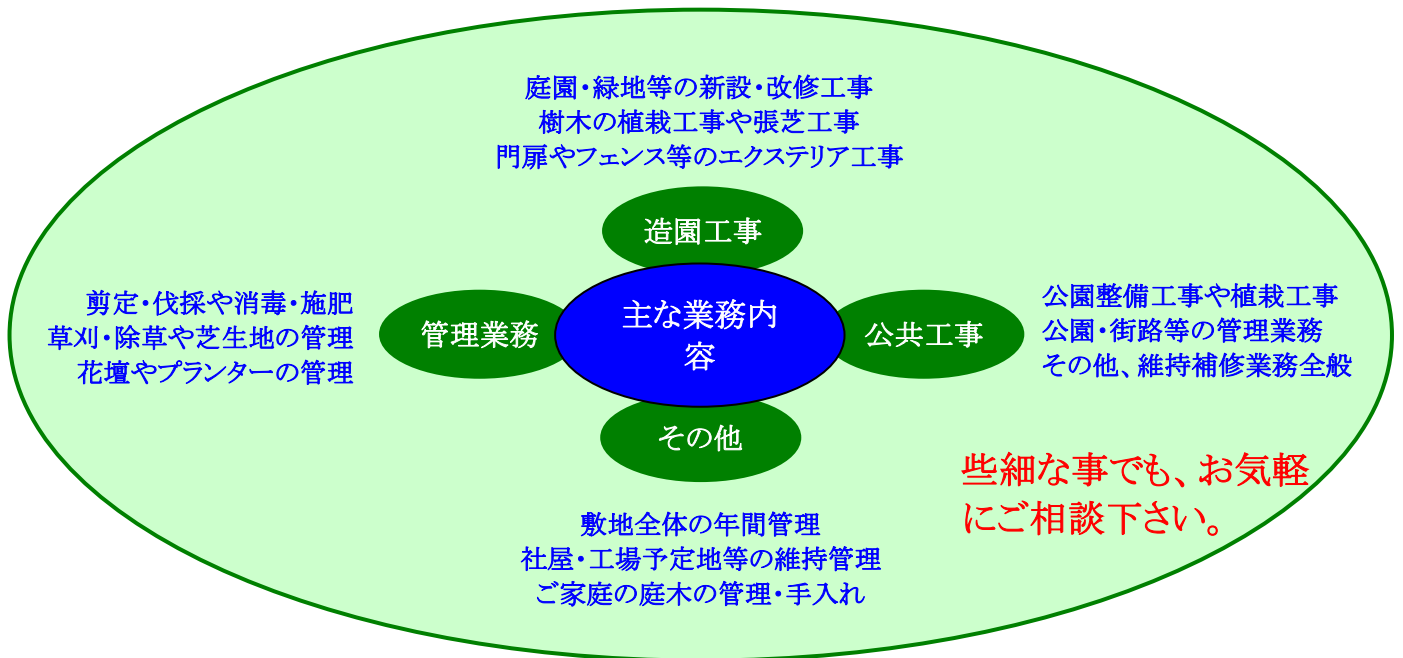 庭園・緑地等の新設・改修工事
樹木の植栽工事や張芝工事
門扉やフェンス等のエクステリア工事
造園工事
剪定・伐採や消毒・施肥
草刈・除草や芝生地の管理
花壇やプランターの管理
管理業務
主な業務内
容
公共工事
公園整備工事や植栽工事
公園・街路等の管理業務
その他、維持補修業務全般
その他
敷地全体の年間管理
社屋・工場予定地等の維持管理
ご家庭の庭木の管理・手入れ
些細な事でも、お気軽
にご相談下さい。